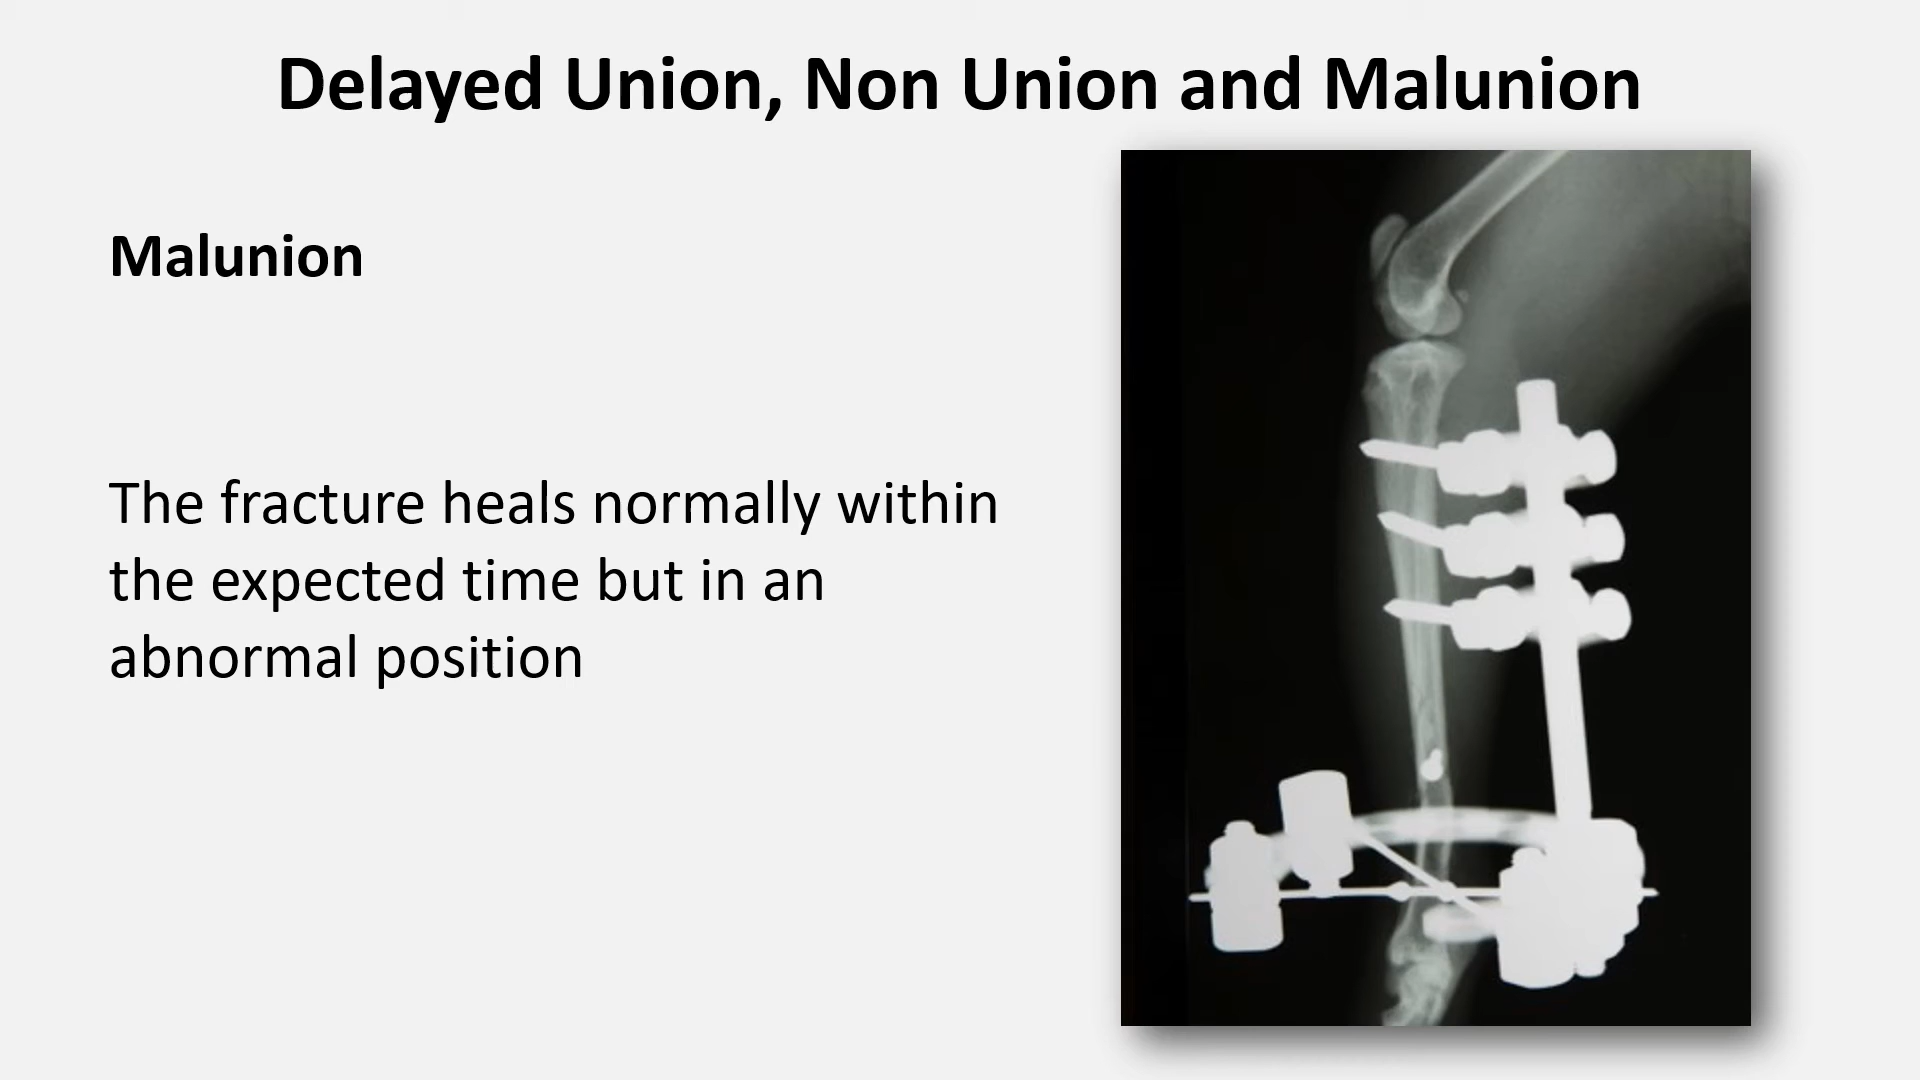 Delayed Union, Non Union and Malunion
Malunion
The fracture heals normally within
the expected time but in an
abnormal position